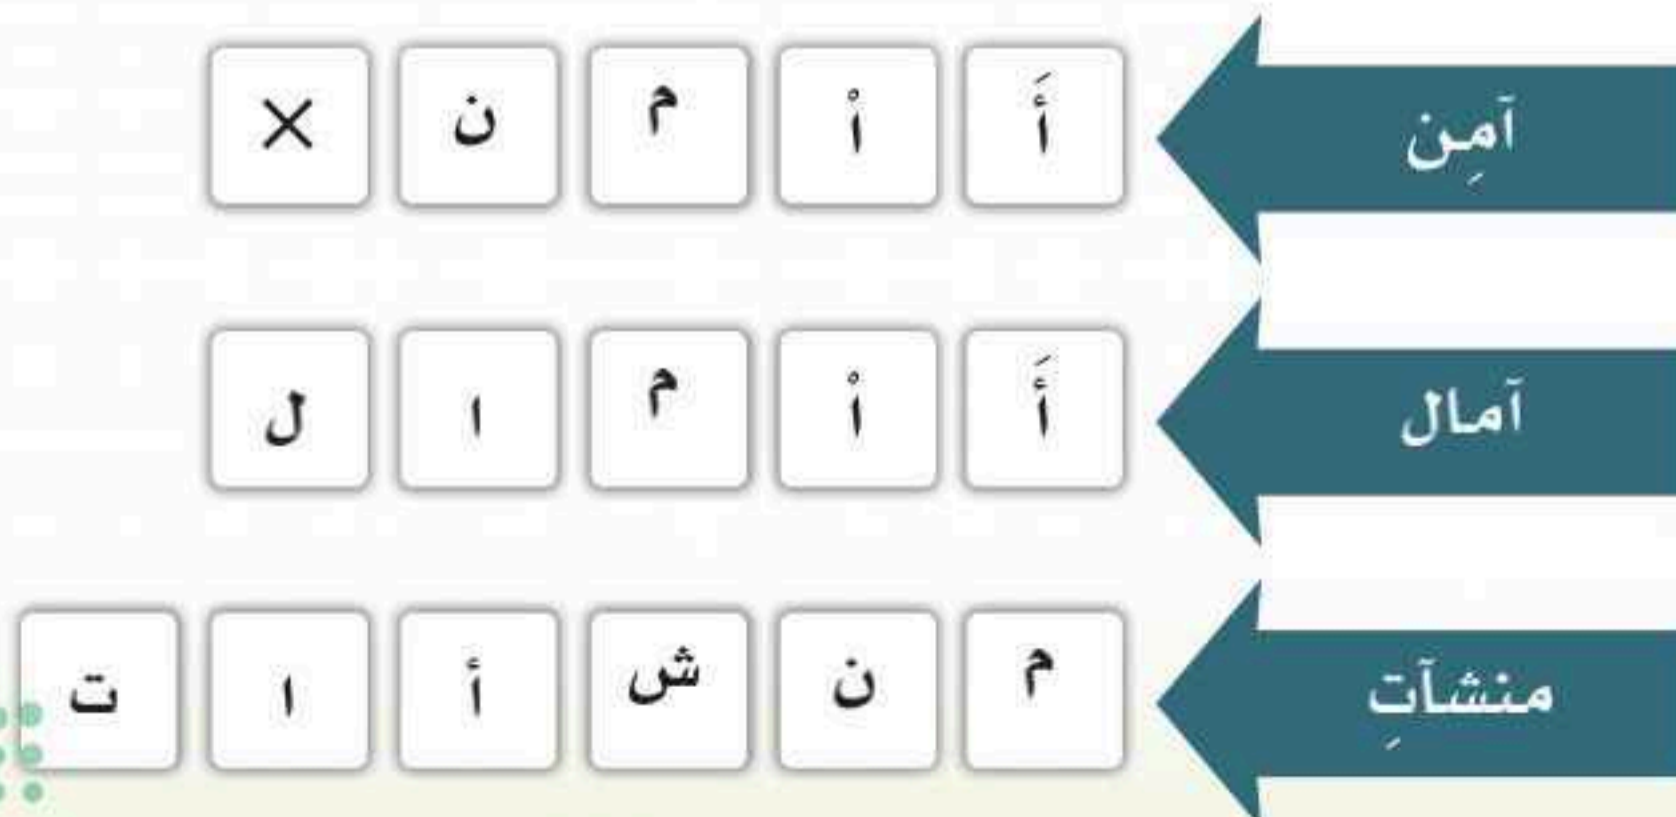 آمِن أَ اْ م ن ×
آمال أَ اْ م ا ل
منشآتِ م ن ش أ ا ت